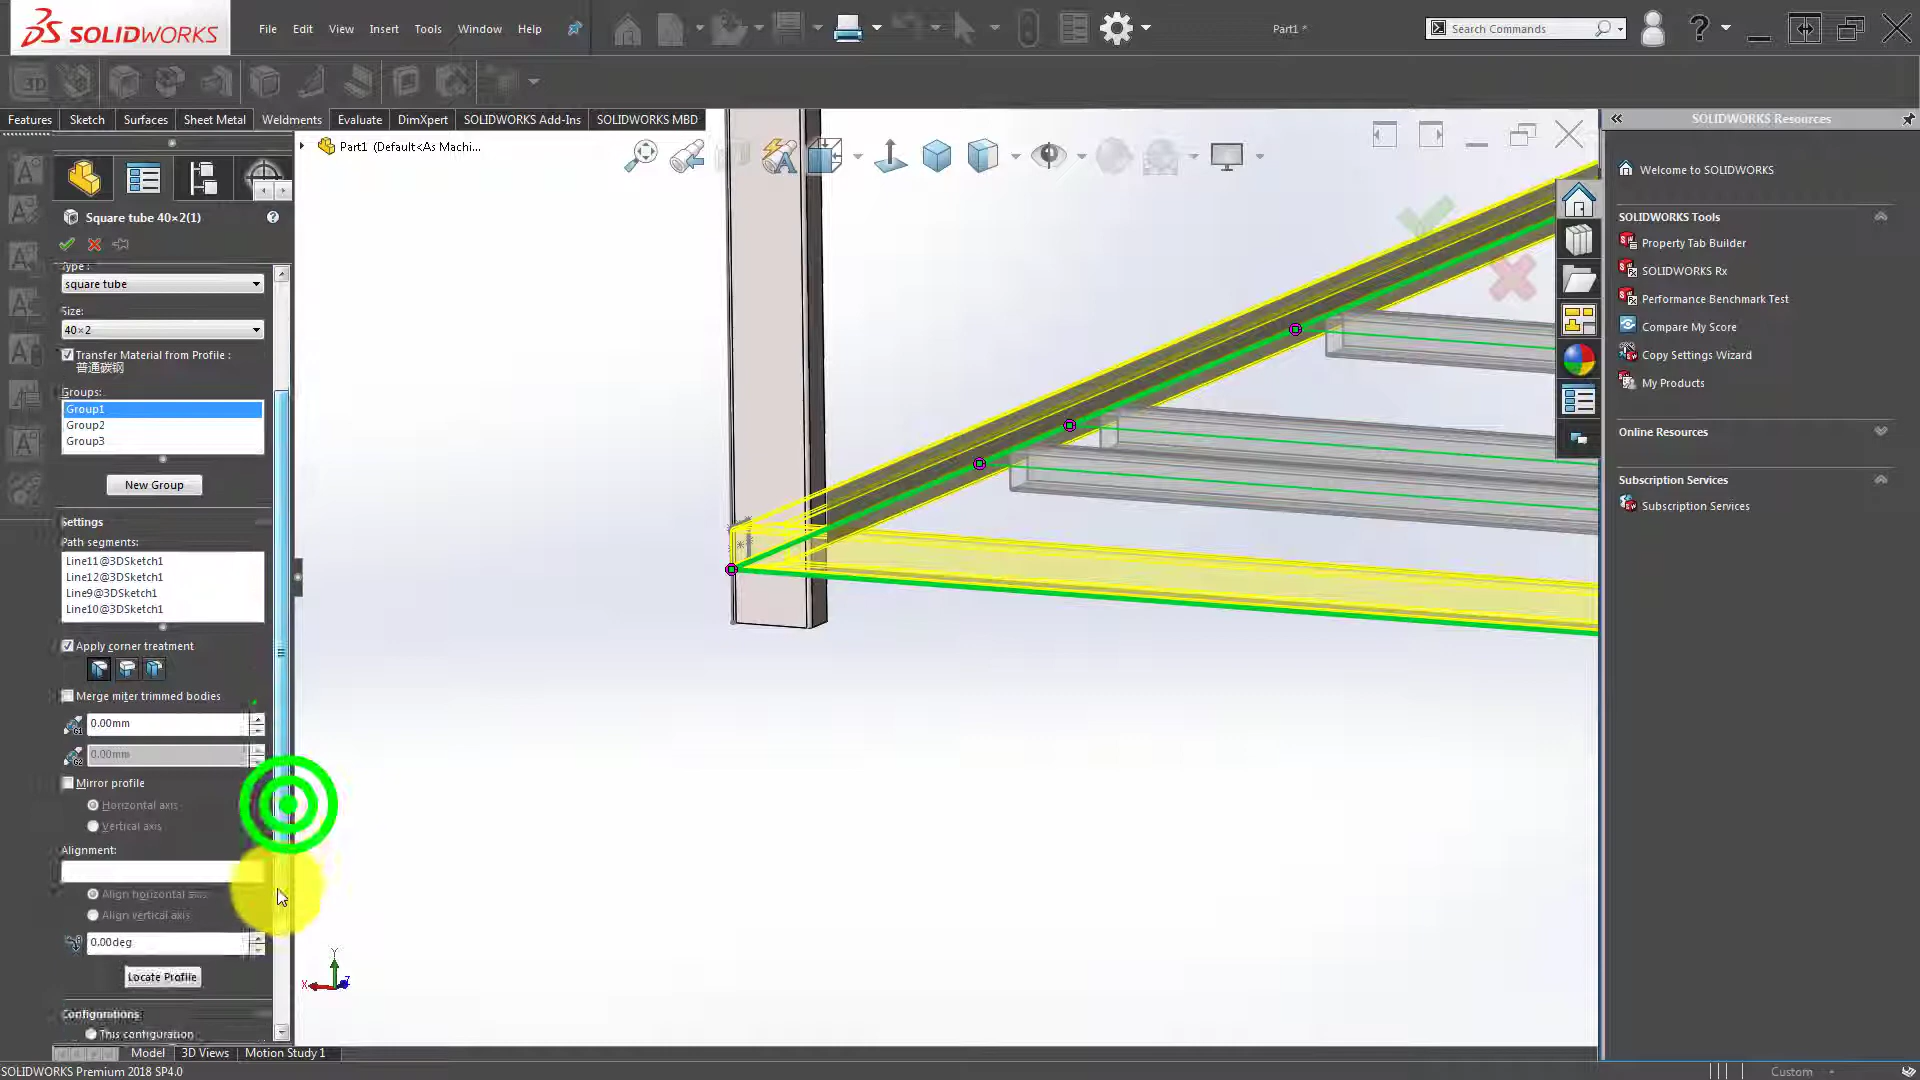 SOLIDWORKS
File Edit View Insert Tools Window Help
Part1 *
Search Commands
Features Sketch Surfaces Sheet Metal Weldments Evaluate DimXpert SOLIDWORKS Add-Ins SOLIDWORKS MBD
Part1 (Default<As Machi...
Square tube 40×2(1)
Type :
square tube
Size:
40×2
Transfer Material from Profile :
普通碳钢
Groups:
Group1
Group2
Group3
New Group
Settings
Path segments:
Line11@3DSketch1
Line12@3DSketch1
Line9@3DSketch1
Line10@3DSketch1
Apply corner treatment
Merge miter trimmed bodies
0.00mm
0.00mm
Mirror profile
Horizontal axis
Vertical axis
Alignment:
Align horizontal axis
Align vertical axis
0.00deg
Locate Profile
Configurations
This configuration
Y
X
Z
Model 3D Views Motion Study 1
SOLIDWORKS Premium 2018 SP4.0
Custom
SOLIDWORKS Resources
Welcome to SOLIDWORKS
SOLIDWORKS Tools
Property Tab Builder
SOLIDWORKS Rx
Performance Benchmark Test
Compare My Score
Copy Settings Wizard
My Products
Online Resources
Subscription Services
Subscription Services